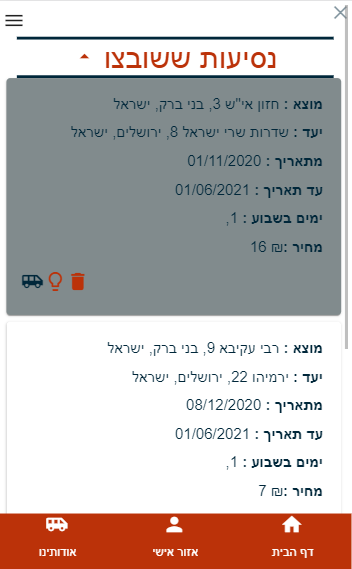 נסיעות ששובצו
מוצא : חזון אי"ש 3, בני ברק, ישראל
יעד : שדרות שרי ישראל 8, ירושלים, ישראל
מתאריך : 01/11/2020
עד תאריך : 01/06/2021
ימים בשבוע : 1,
מחיר :₪ 16
מוצא : רבי עקיבא 9, בני ברק, ישראל
יעד : ירמיהו 22, ירושלים, ישראל
מתאריך : 08/12/2020
עד תאריך : 01/06/2021
ימים בשבוע : 1,
מחיר :₪ 7
דף הבית
אזור אישי
אודותינו